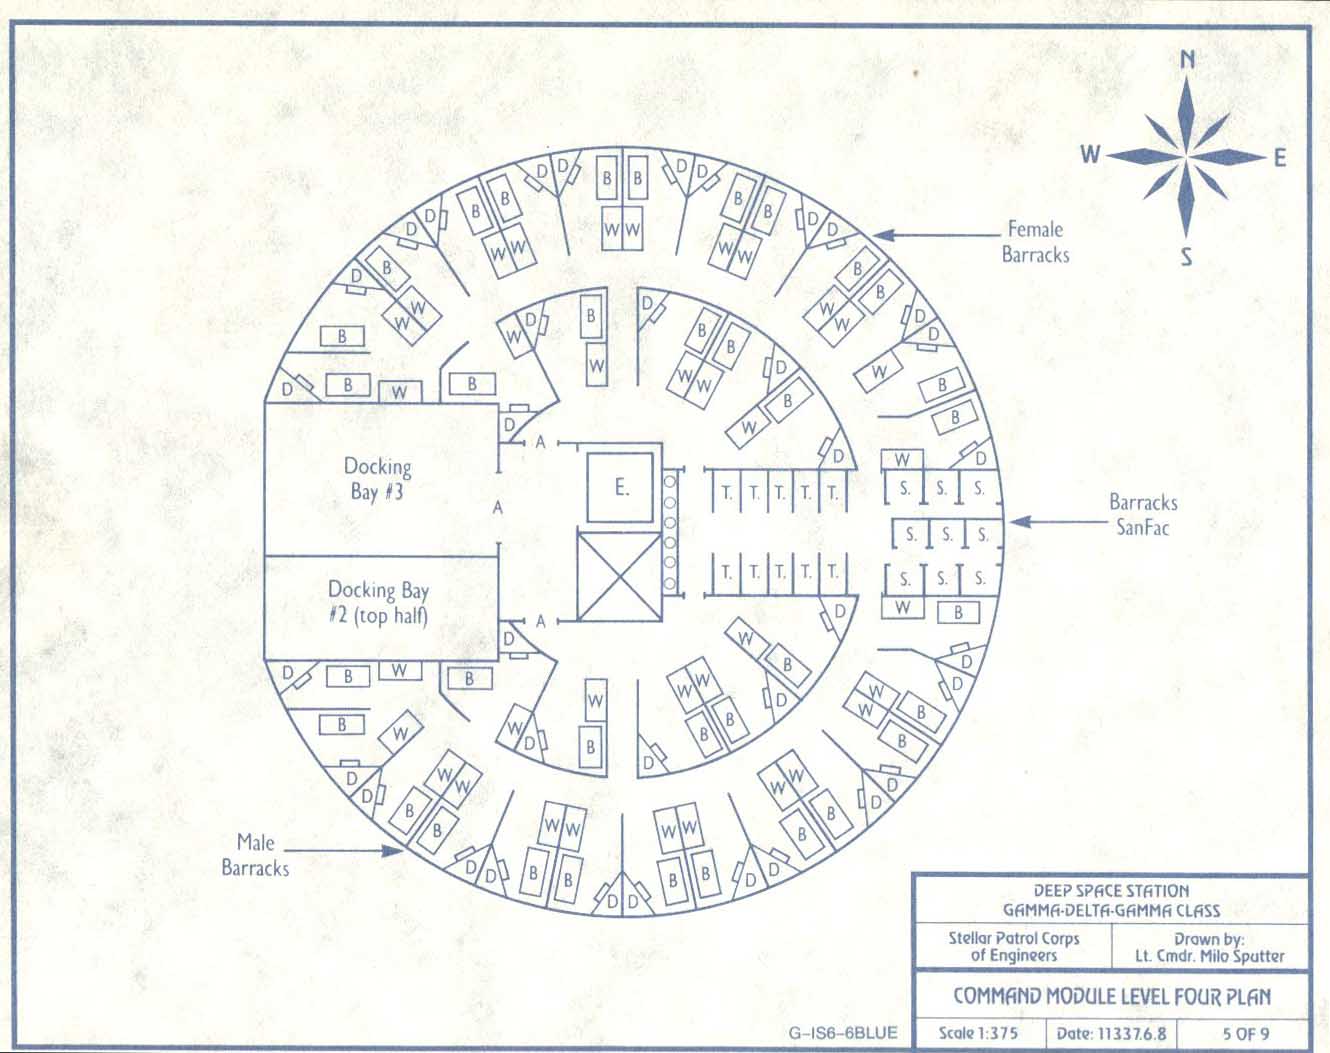 N
W E
S
Female
Barracks
D D B B D D
D D B B W W B B D D
W W W W
D B B B D
W W W W
D B D
B W D B D W
W B B D W B
D B W B W W B B
D W D
A
Docking
Bay #3
E.
T. T. T. T. T.
S. S. S.
A
Barracks
SanFac
S. S. S.
Docking Bay
#2 (top half)
T. T. T. T. T.
S. S. S.
A
D D W B
D B W B W B D
B W W W W D
W W B B D W B W B
D B B D B
D W W W W D
B B W W W W B B D
D D B B D D B B D D
Male
Barracks
DEEP SPACE STATION
GAMMA-DELTA-GAMMA CLASS
Stellar Patrol Corps
of Engineers
Drawn by:
Lt. Cmdr. Milo Sputter
COMMAND MODULE LEVEL FOUR PLAN
Scale 1:375 Date: 11337.6.8 5 OF 9
G-IS6-6BLUE